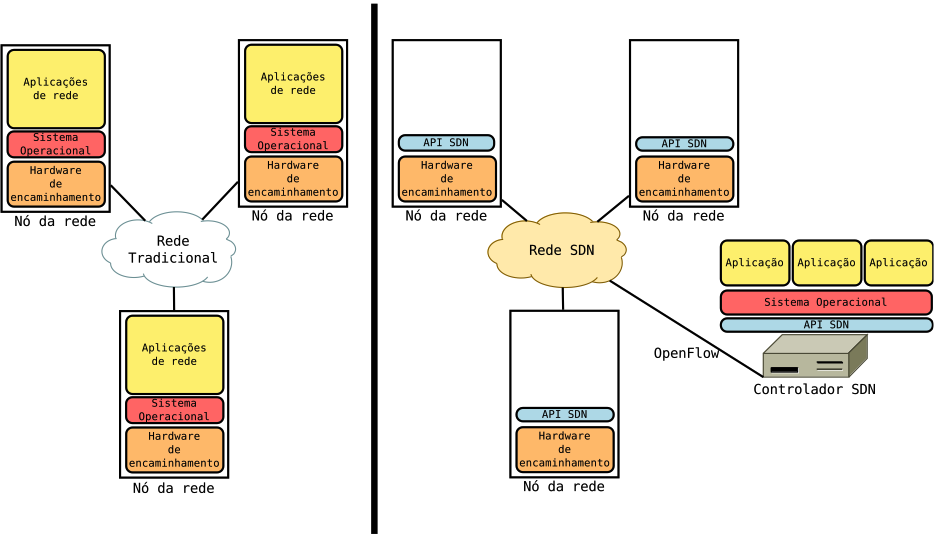 Aplicações
de rede
Sistema
Operacional
Hardware
de
encaminhamento
Nó da rede
Aplicações
de rede
Sistema
Operacional
Hardware
de
encaminhamento
Nó da rede
Rede
Tradicional
Aplicações
de rede
Sistema
Operacional
Hardware
de
encaminhamento
Nó da rede
API SDN
Hardware
de
encaminhamento
Nó da rede
API SDN
Hardware
de
encaminhamento
Nó da rede
Rede SDN
API SDN
Hardware
de
encaminhamento
Nó da rede
OpenFlow
Aplicação
Aplicação
Aplicação
Sistema Operacional
API SDN
Controlador SDN